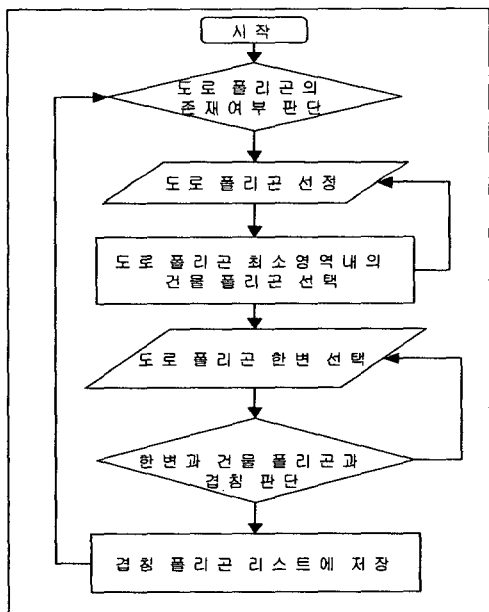 시작
도로 폴리곤의
존재여부 판단
도로 폴리곤 선정
도로 폴리곤 최소영역내의
건물 폴리곤 선택
도로 폴리곤 한변 선택
한변과 건물 폴리곤과
겹침 판단
겹침 폴리곤 리스트에 저장